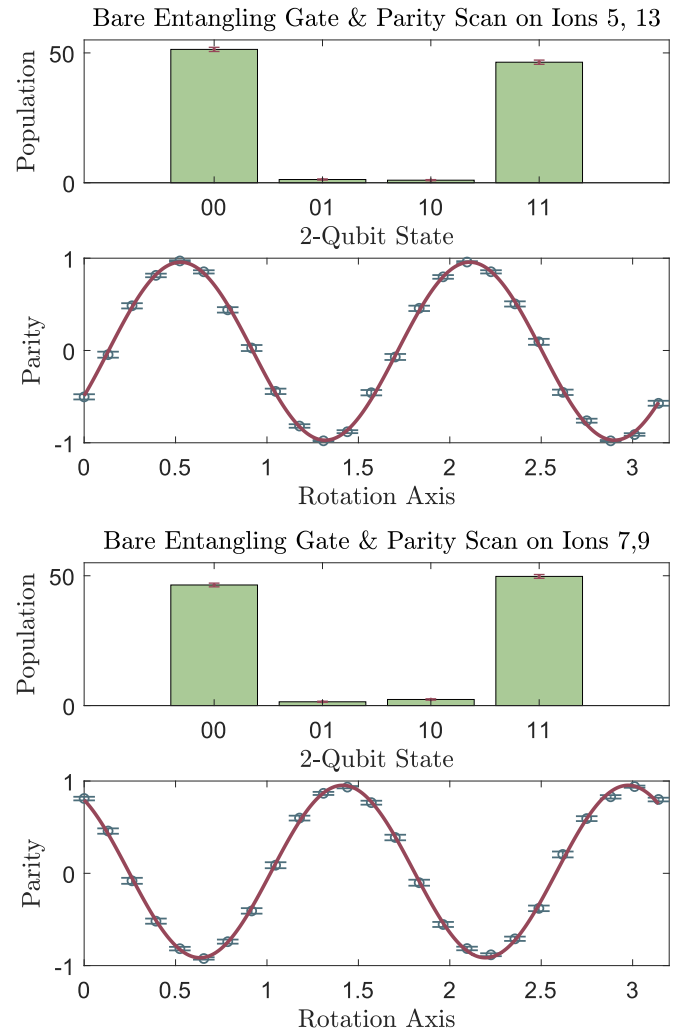 Bare Entangling Gate & Parity Scan on Ions 5, 13
50
Population
0
00 01 10 11
2-Qubit State
1
Parity
0
-1
0 0.5 1 1.5 2 2.5 3
Rotation Axis
Bare Entangling Gate & Parity Scan on Ions 7,9
50
Population
0
00 01 10 11
2-Qubit State
1
Parity
0
-1
0 0.5 1 1.5 2 2.5 3
Rotation Axis